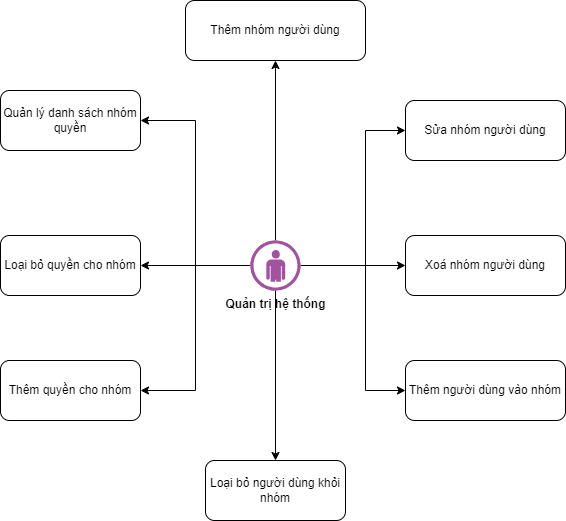 Thêm nhóm người dùng
Quản lý danh sách nhóm
quyền
Sửa nhóm người dùng
Loại bỏ quyền cho nhóm
Xoá nhóm người dùng
Quản trị hệ thống
Thêm quyền cho nhóm
Thêm người dùng vào nhóm
Loại bỏ người dùng khỏi
nhóm